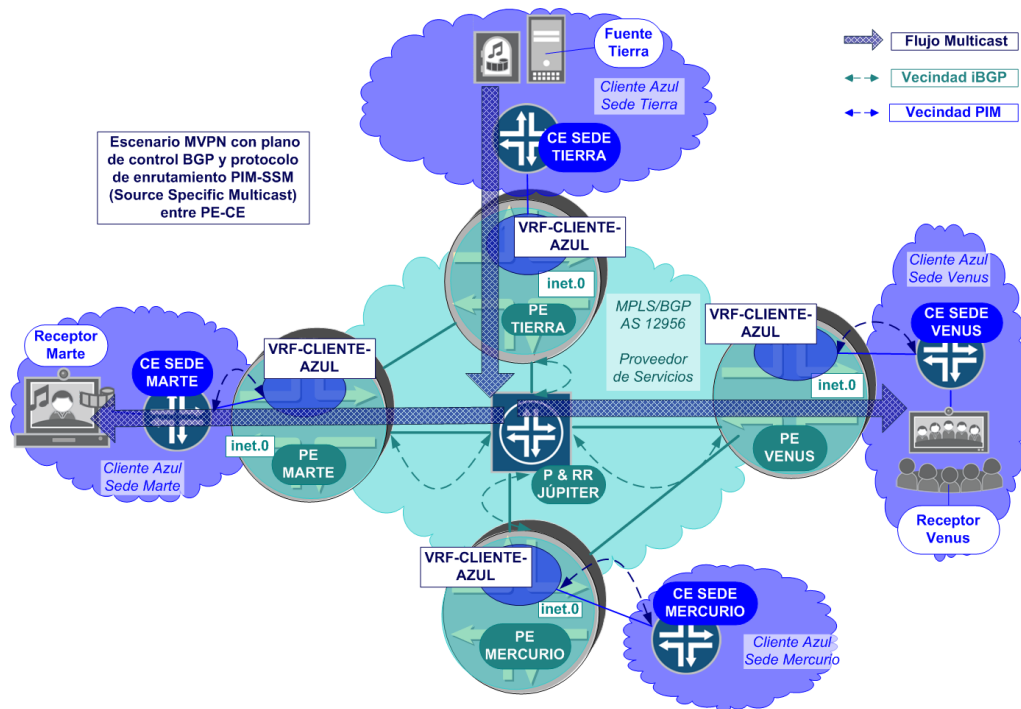 Fuente
Tierra
Cliente Azul
Sede Tierra
CE SEDE
TIERRA
Flujo Multicast
Vecindad iBGP
Vecindad PIM
Escenario MVPN con plano
de control BGP y protocolo
de enrutamiento PIM-SSM
(Source Specific Multicast)
entre PE-CE
VRF-CLIENTE-
AZUL
inet.0
PE
TIERRA
MPLS/BGP
AS 12956
Proveedor
de Servicios
VRF-CLIENTE-
AZUL
inet.0
PE
VENUS
Cliente Azul
Sede Venus
CE SEDE
VENUS
Receptor
Venus
Receptor
Marte
CE SEDE
MARTE
Cliente Azul
Sede Marte
VRF-CLIENTE-
AZUL
inet.0
PE
MARTE
P & RR
JÚPITER
VRF-CLIENTE-
AZUL
inet.0
PE
MERCURIO
CE SEDE
MERCURIO
Cliente Azul
Sede Mercurio